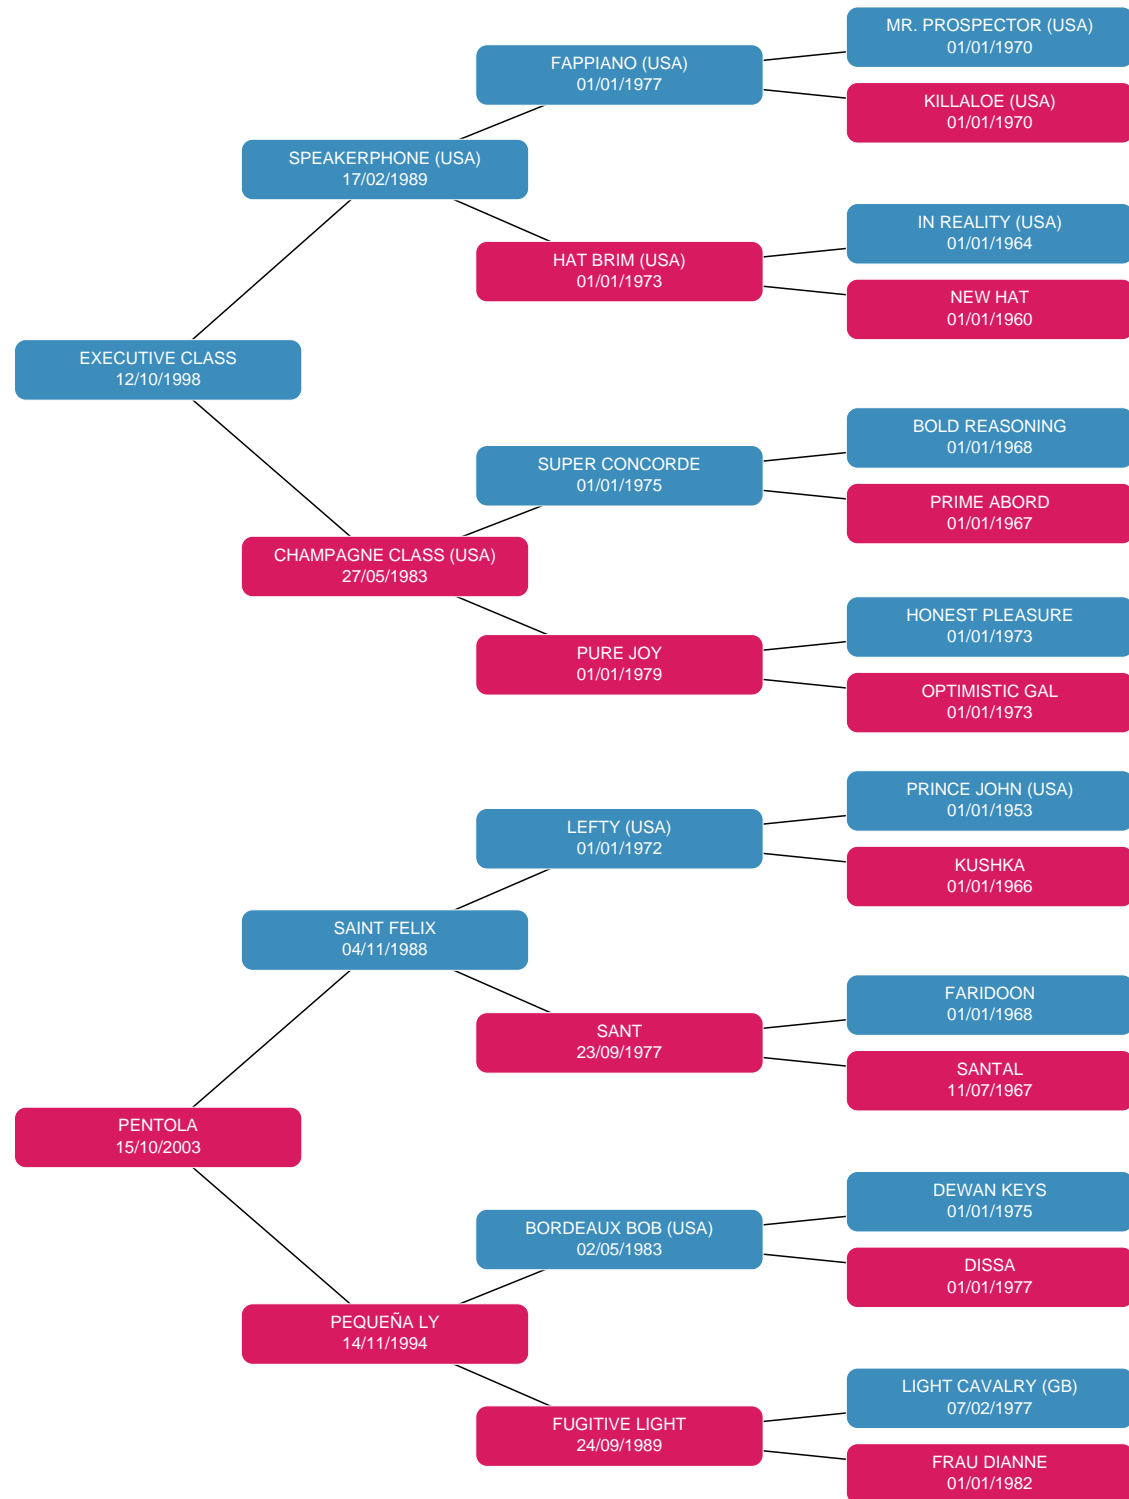 MR. PROSPECTOR (USA)
01/01/1970
FAPPIANO (USA)
01/01/1977
KILLALOE (USA)
01/01/1970
SPEAKERPHONE (USA)
17/02/1989
IN REALITY (USA)
01/01/1964
HAT BRIM (USA)
01/01/1973
NEW HAT
01/01/1960
EXECUTIVE CLASS
12/10/1998
BOLD REASONING
01/01/1968
SUPER CONCORDE
01/01/1975
PRIME ABORD
01/01/1967
CHAMPAGNE CLASS (USA)
27/05/1983
HONEST PLEASURE
01/01/1973
PURE JOY
01/01/1979
OPTIMISTIC GAL
01/01/1973
PRINCE JOHN (USA)
01/01/1953
LEFTY (USA)
01/01/1972
KUSHKA
01/01/1966
SAINT FELIX
04/11/1988
FARIDOON
01/01/1968
SANT
23/09/1977
SANTAL
11/07/1967
PENTOLA
15/10/2003
DEWAN KEYS
01/01/1975
BORDEAUX BOB (USA)
02/05/1983
DISSA
01/01/1977
PEQUEÑA LY
14/11/1994
LIGHT CAVALRY (GB)
07/02/1977
FUGITIVE LIGHT
24/09/1989
FRAU DIANNE
01/01/1982